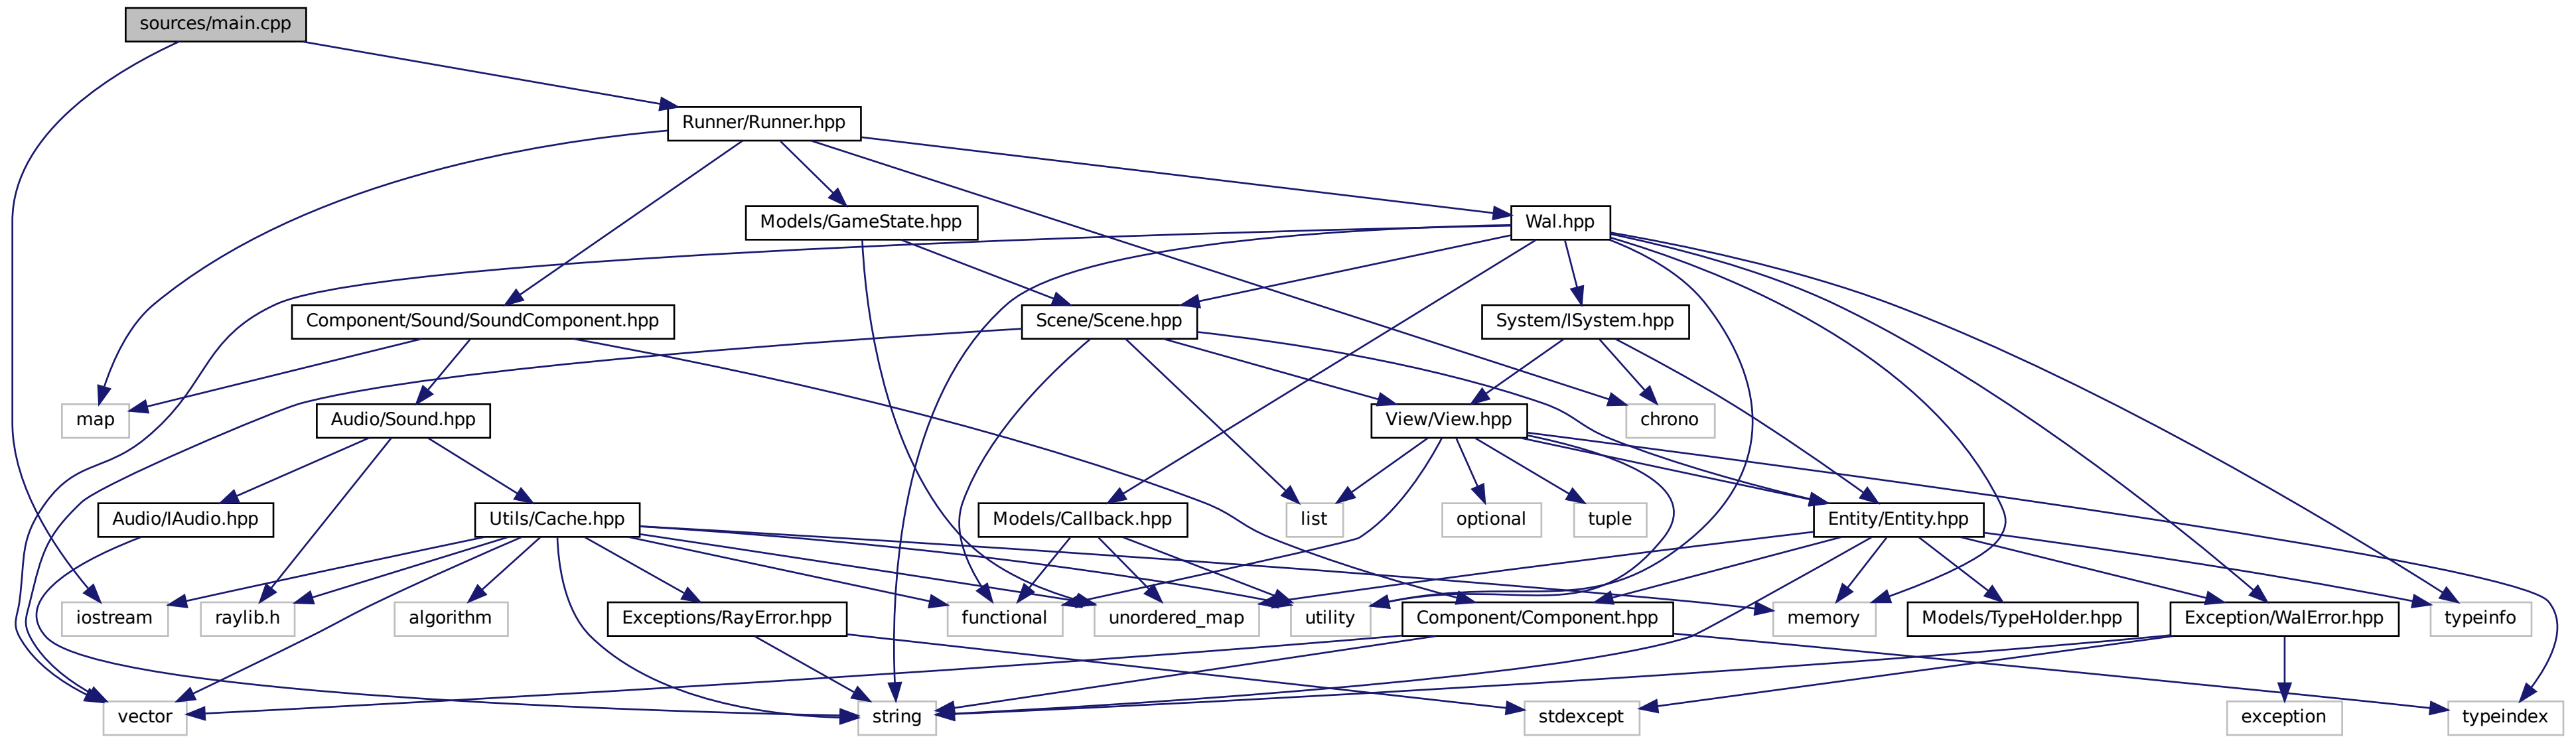 sources/main.cpp
Runner/Runner.hpp
Models/GameState.hpp
Wal.hpp
Component/Sound/SoundComponent.hpp
Scene/Scene.hpp
System/ISystem.hpp
map
Audio/Sound.hpp
View/View.hpp
chrono
Audio/IAudio.hpp
Utils/Cache.hpp
Models/Callback.hpp
list
optional
tuple
Entity/Entity.hpp
iostream
raylib.h
algorithm
Exceptions/RayError.hpp
functional
unordered_map
utility
Component/Component.hpp
memory
Models/TypeHolder.hpp
Exception/WalError.hpp
typeinfo
vector
string
stdexcept
exception
typeindex